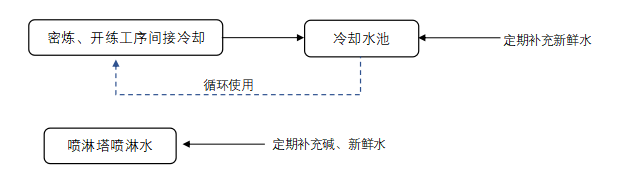 密炼、开练工序间接冷却
冷却水池
定期补充新鲜水
循环使用
喷淋塔喷淋水
定期补充碱、新鲜水